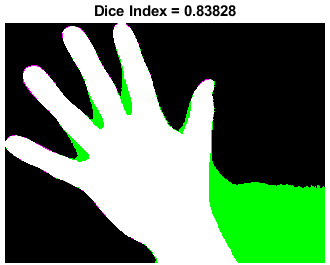 Dice Index = 0.83828